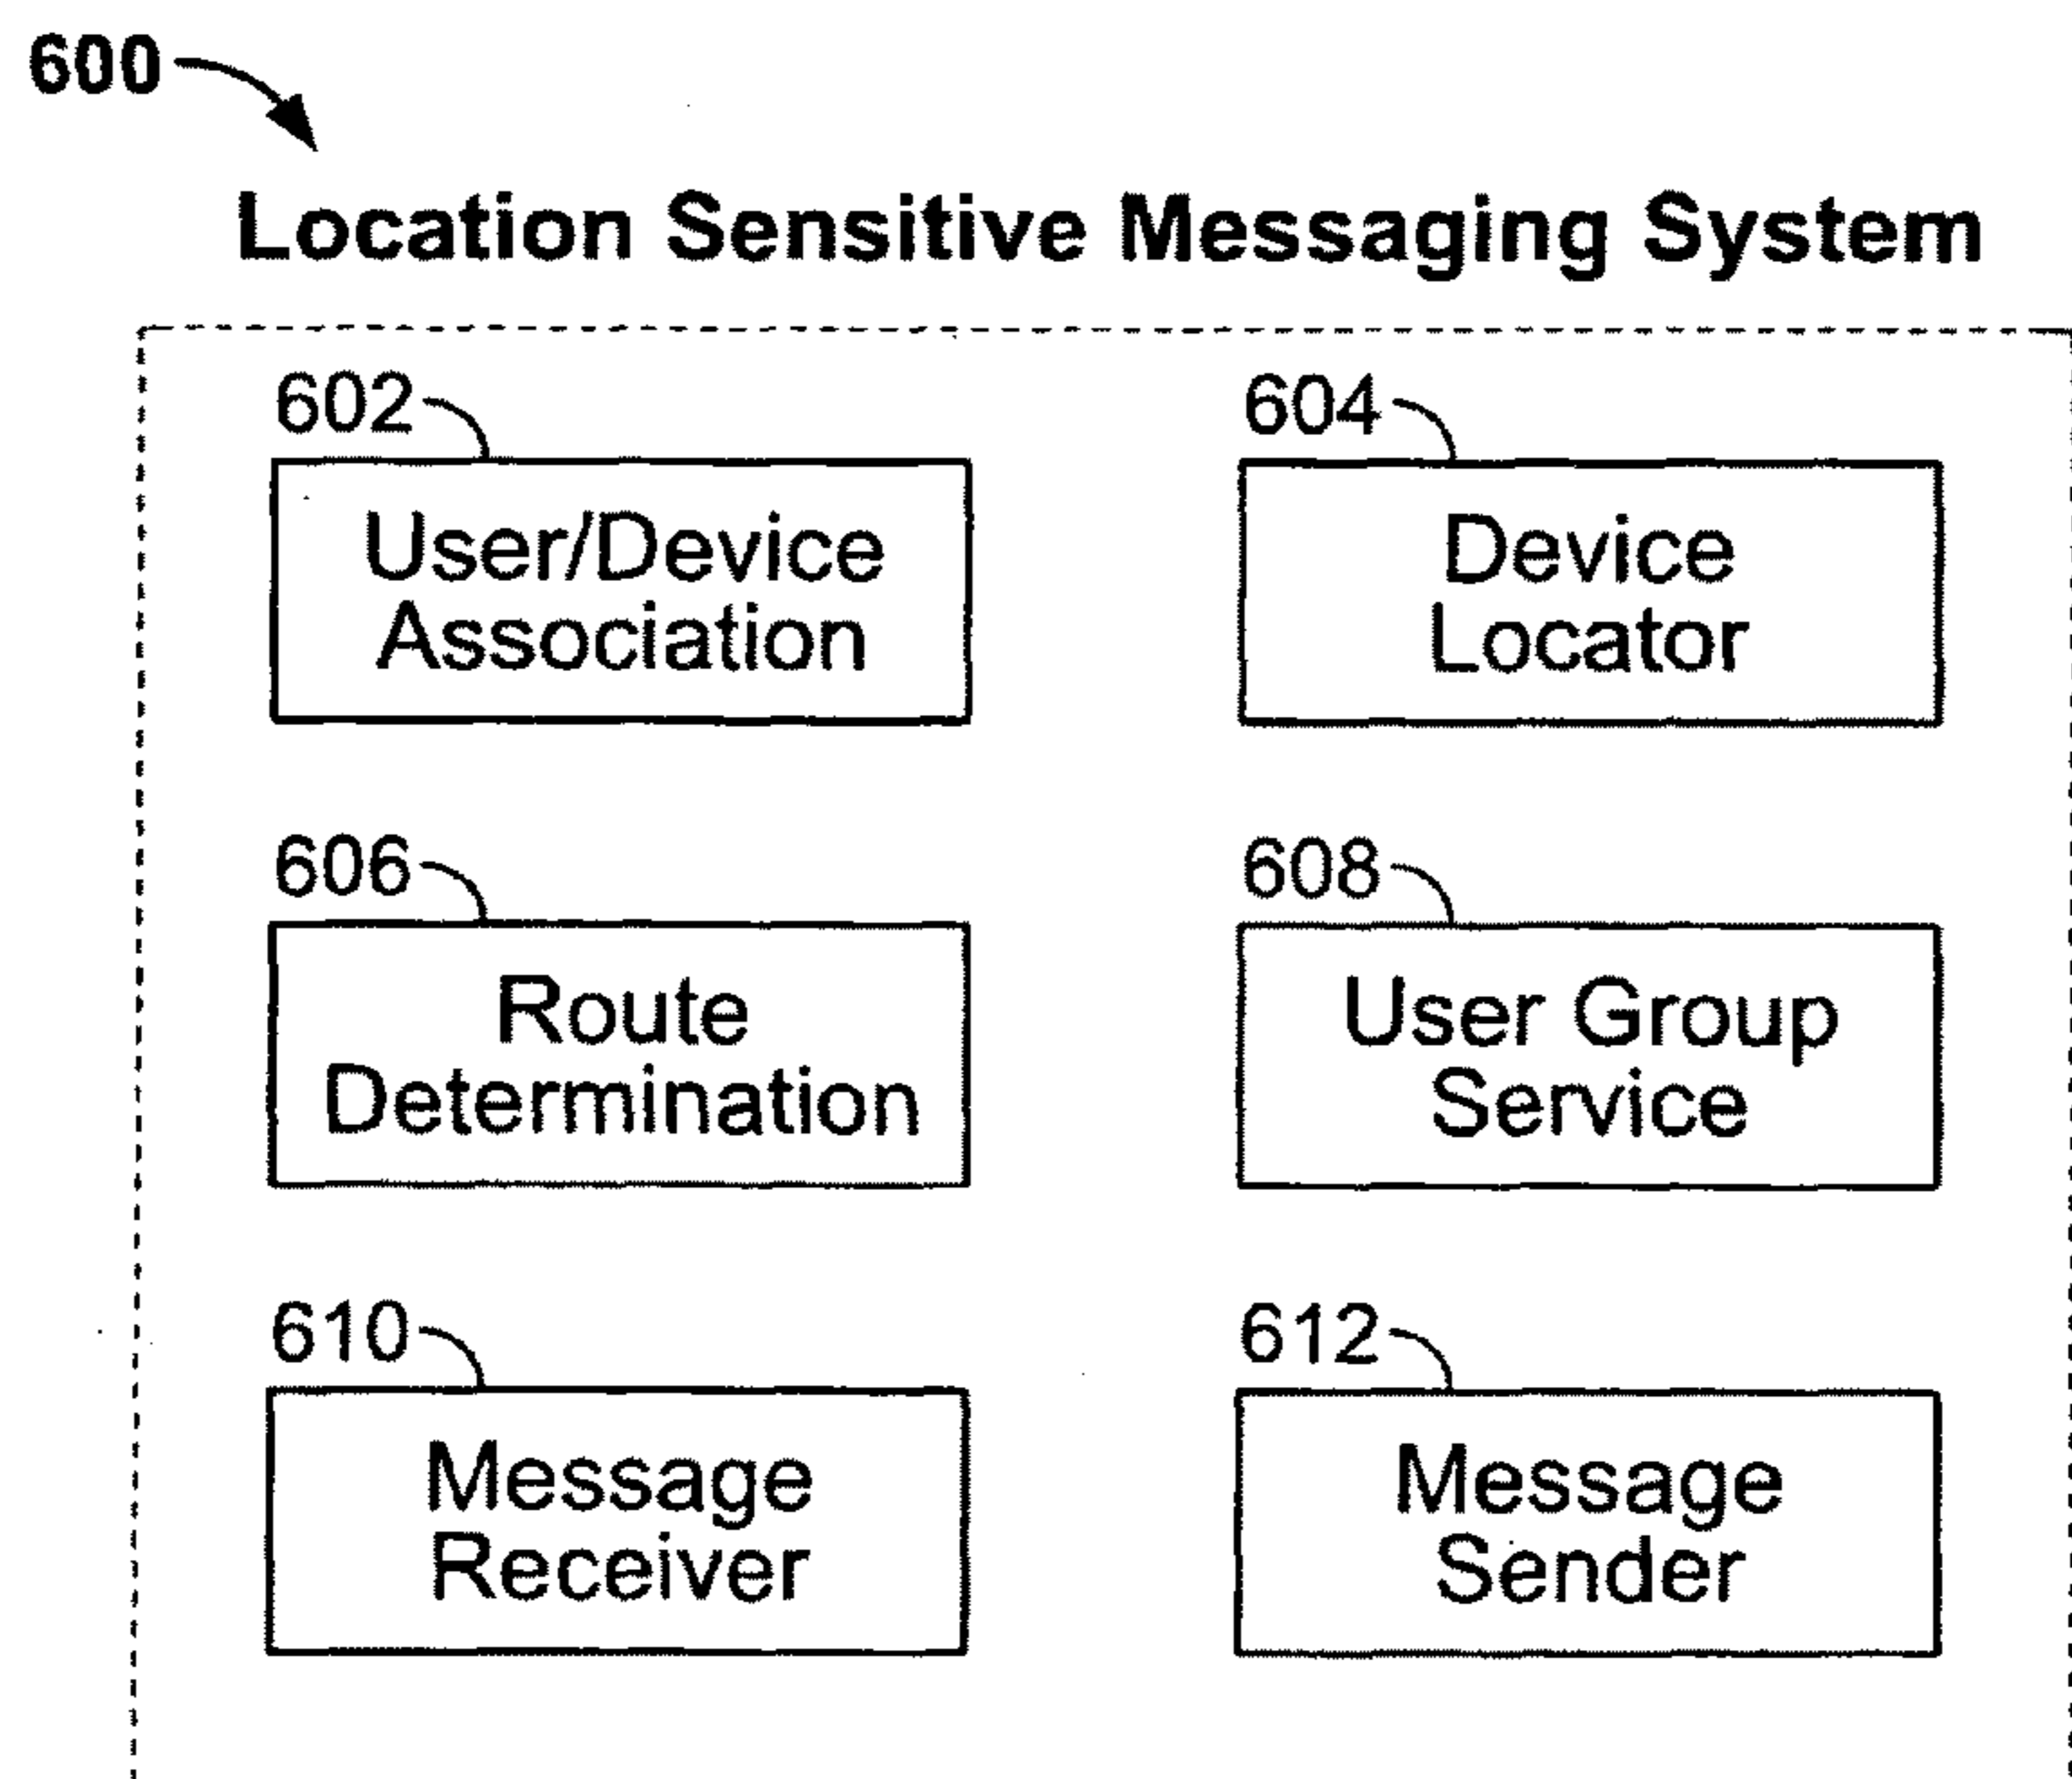 600
Location Sensitive Messaging System
602
604
User/Device
Association
Device
Locator
606
608
Route
Determination
User Group
Service
610
612
Message
Receiver
Message
Sender